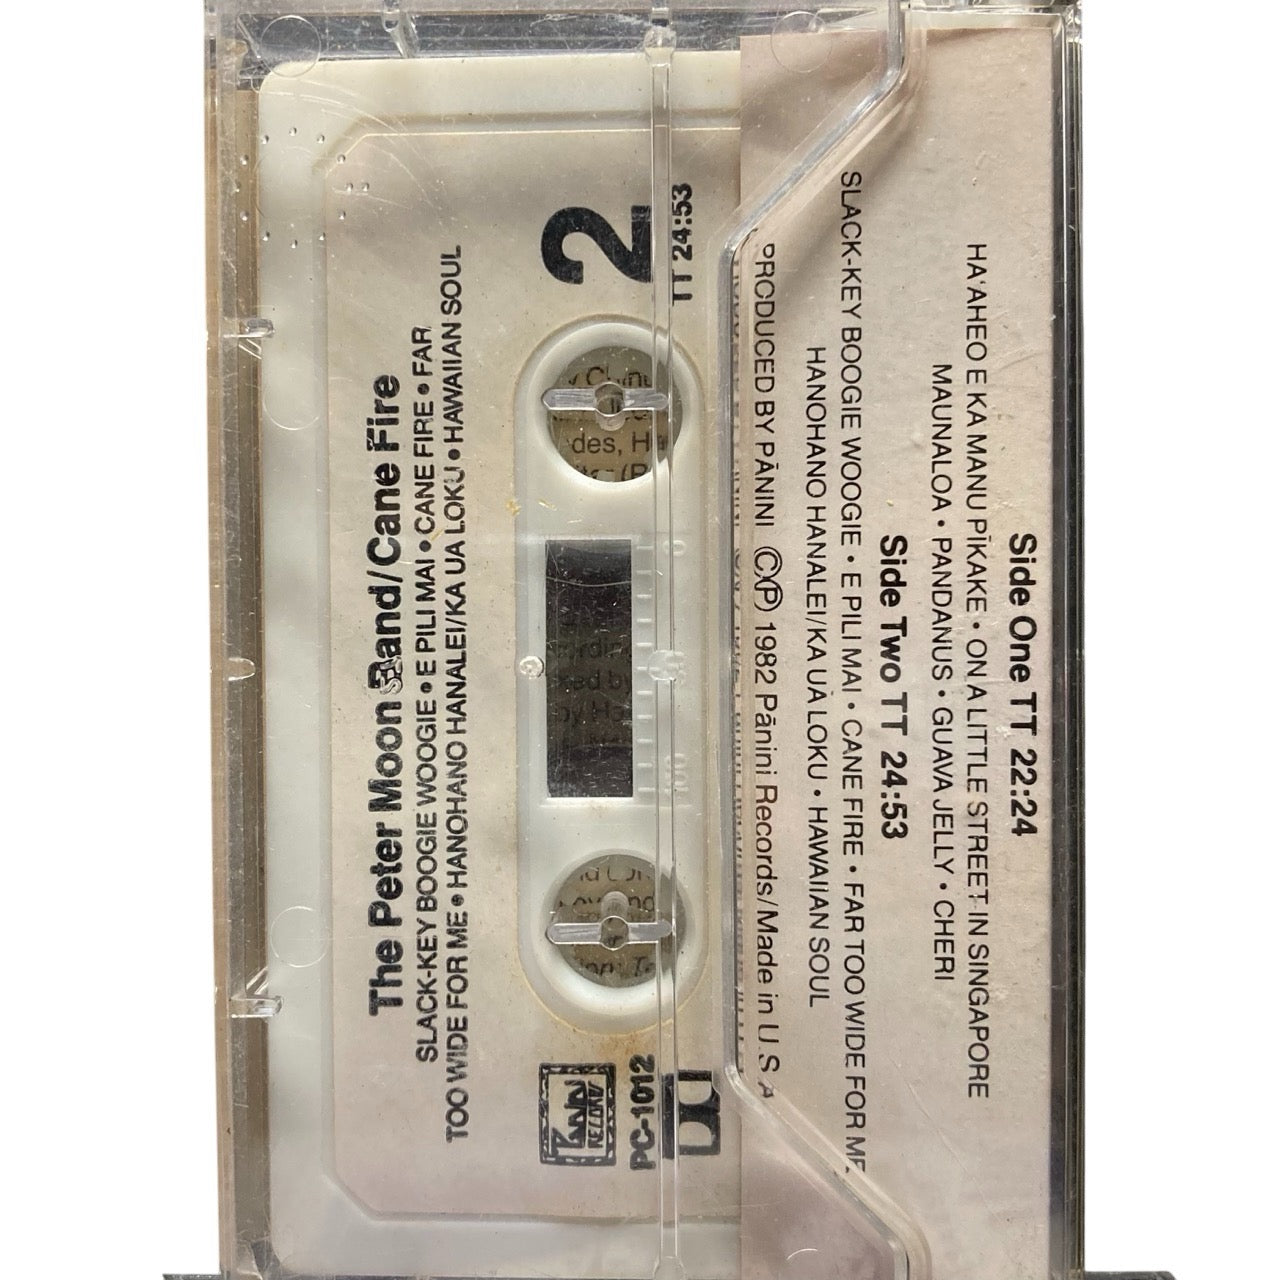 The Peter Moon Band/Cane Fire
SLACK-KEY BOOGIE WOOGIE • E PILI MAI • CANE FIRE • FAR
TOO WIDE FOR ME • HANOHANO HANALEI/KA UA LOKU • HAWAIIAN SOUL
2
TT 24:53
PC-1012
Side One TT 22:24
HA'AHEO E KA MANU PĪKAKE • ON A LITTLE STREET IN SINGAPORE
MAUNALOA • PANDANUS • GUAVA JELLY • CHERI
Side Two TT 24:53
SLACK-KEY BOOGIE WOOGIE • E PILI MAI • CANE FIRE • FAR TOO WIDE FOR ME
HANOHANO HANALEI/KA UA LOKU • HAWAIIAN SOUL
PRODUCED BY PĀNINI ©℗ 1982 Pānini Records/Made in U.S.A